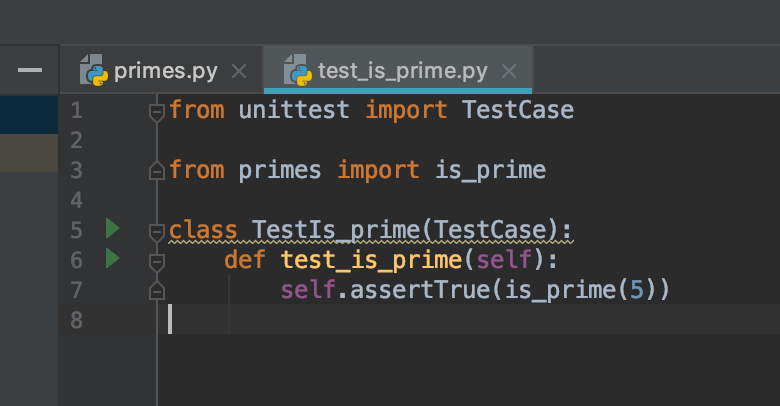 primes.py
test_is_prime.py
1 from unittest import TestCase
2
3 from primes import is_prime
4
5 class TestIs_prime(TestCase):
6     def test_is_prime(self):
7         self.assertTrue(is_prime(5))
8